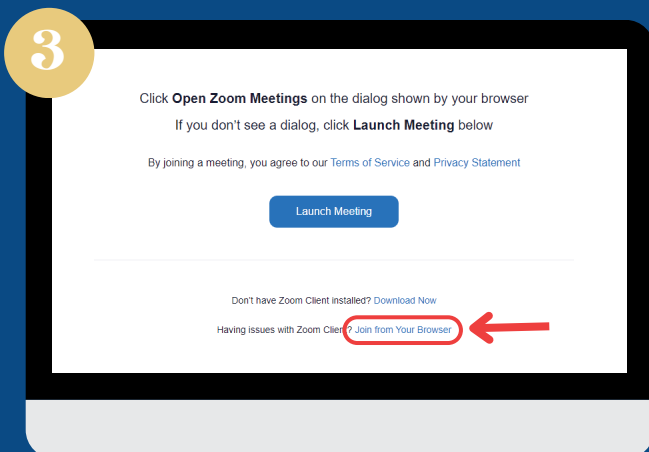 3
Click Open Zoom Meetings on the dialog shown by your browser
If you don't see a dialog, click Launch Meeting below
By joining a meeting, you agree to our Terms of Service and Privacy Statement
Launch Meeting
Don't have Zoom Client installed? Download Now
Having issues with Zoom Client? Join from Your Browser